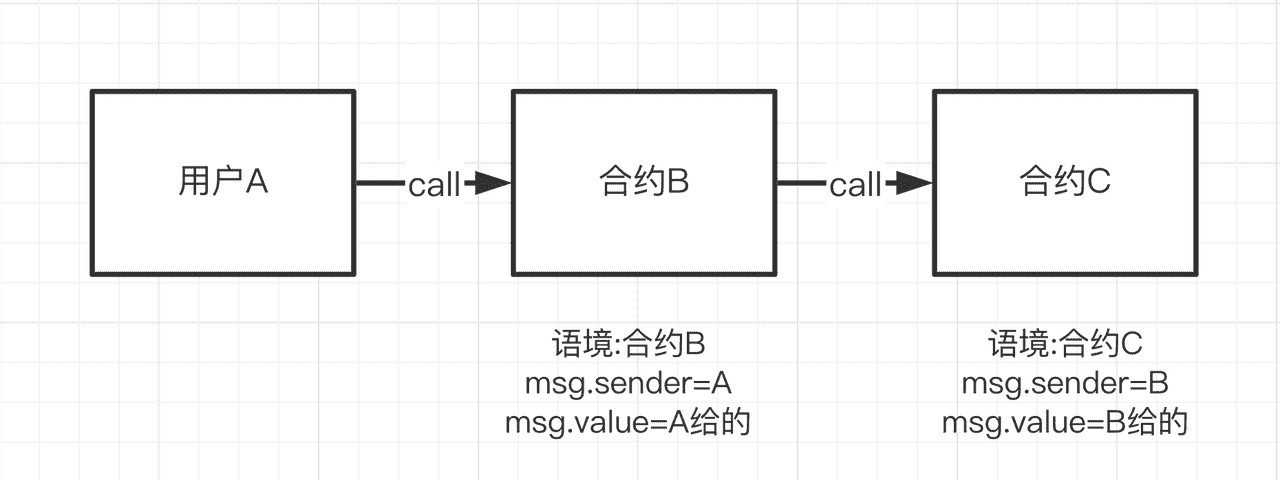 用户A
call
合约B
call
合约C
语境:合约B
msg.sender=A
msg.value=A给的
语境:合约C
msg.sender=B
msg.value=B给的